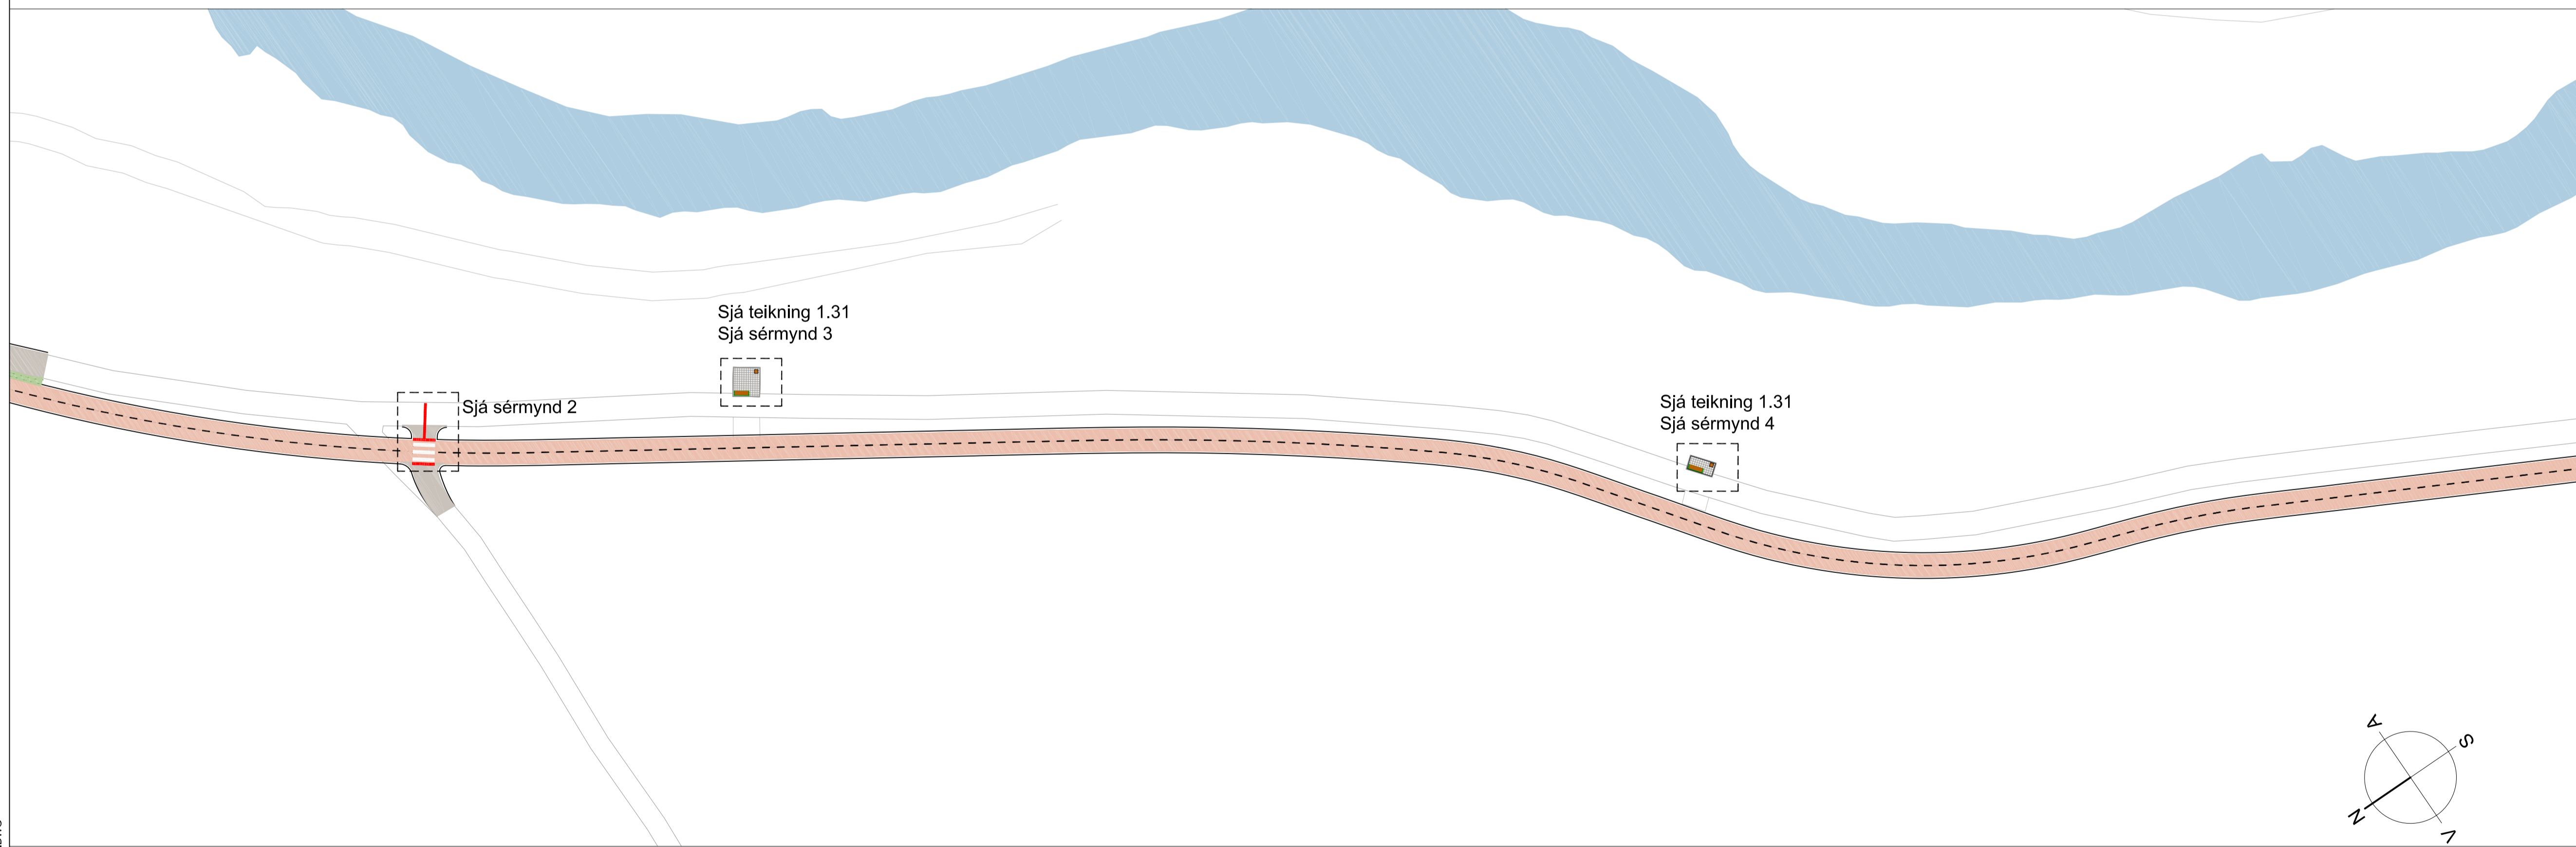 Sjá teikning 1.31
Sjá sérmynd 3
Sjá sérmynd 2
Sjá teikning 1.31
Sjá sérmynd 4
A
S
N
V